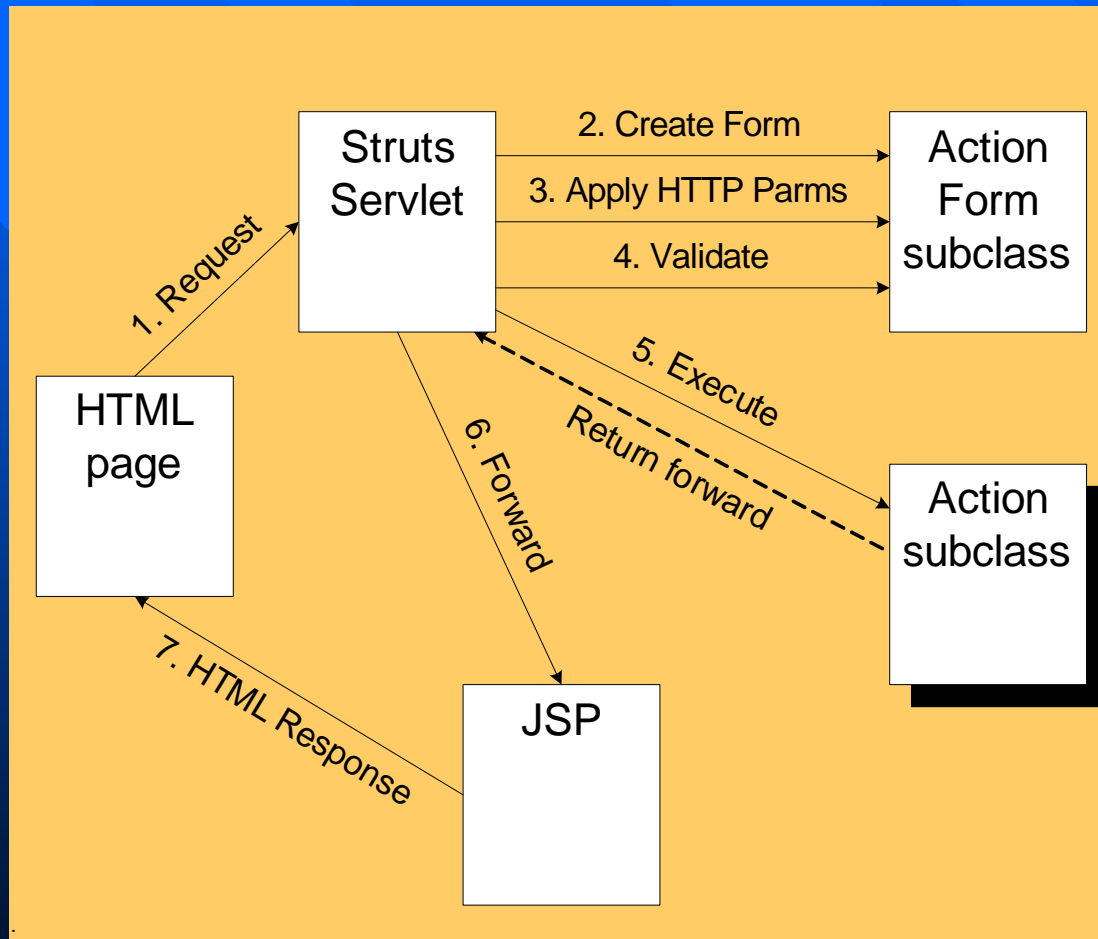 2. Create Form
Struts
Servlet
Action
Form
subclass
3. Apply HTTP Parms
4. Validate
1. Request
5. Execute
Return forward
HTML
page
6. Forward
Action
subclass
7. HTML Response
JSP
.